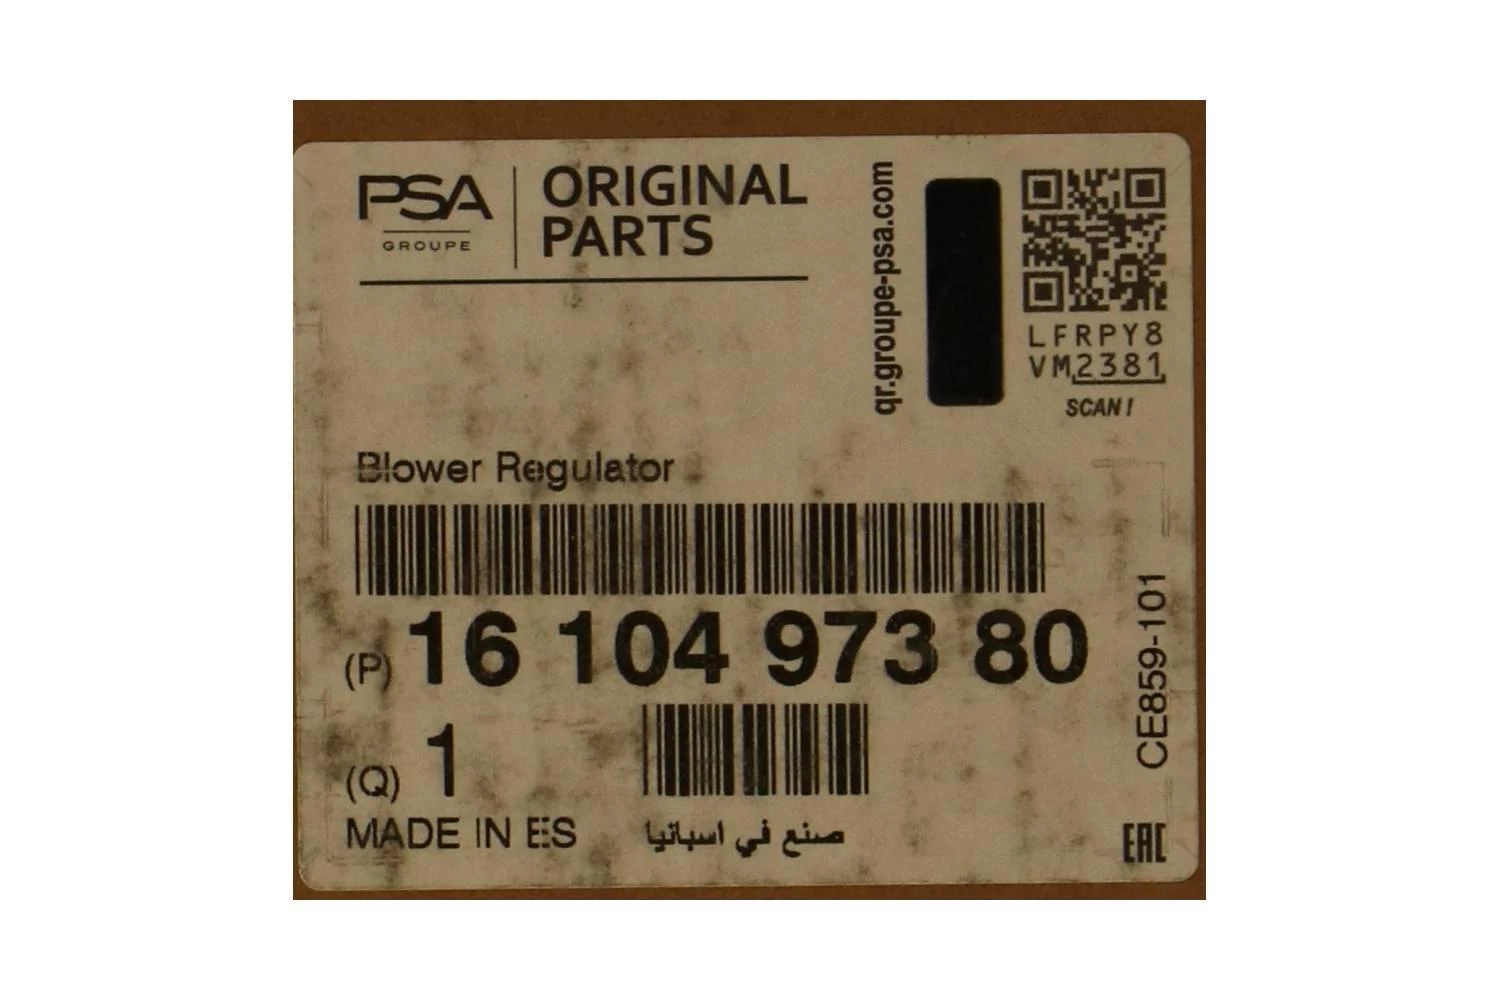 PSA
GROUPE
ORIGINAL
PARTS
qr.groupe-psa.com
LFRPY8
VM2381
SCAN!
Blower Regulator
(P) 16 104 973 80
(Q) 1
MADE IN ES
صنع في اسبانيا
CE859-101
EAC